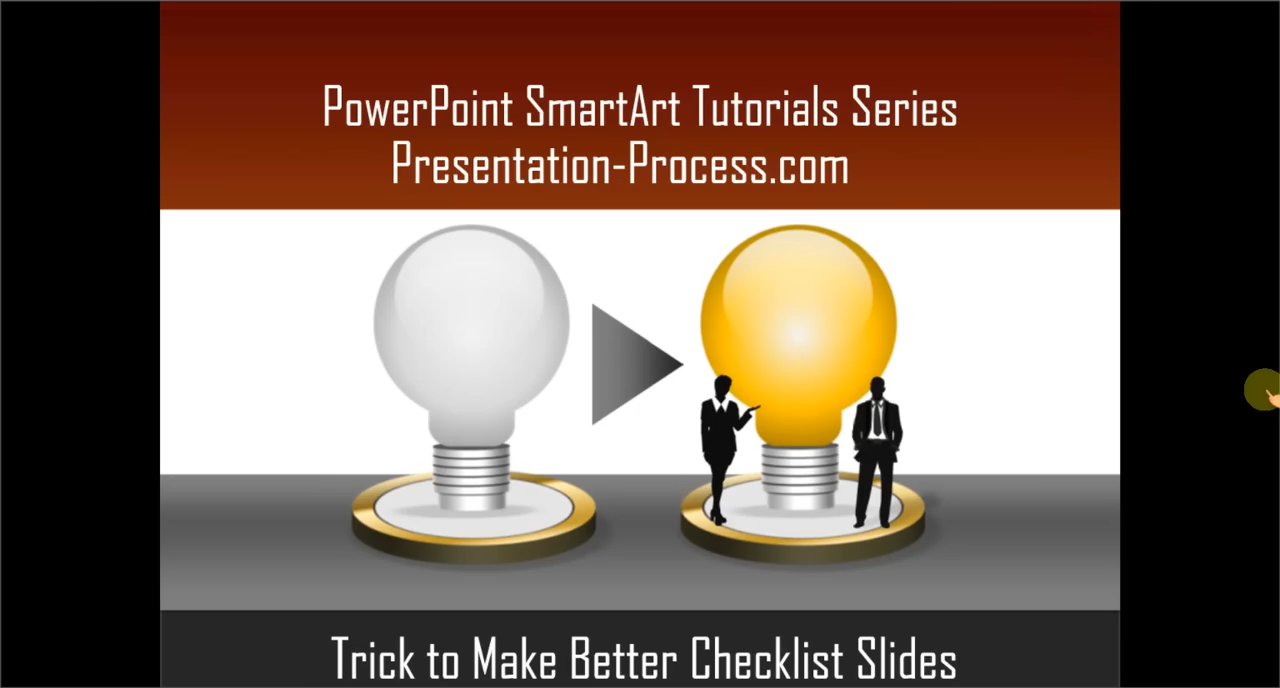 PowerPoint SmartArt Tutorials Series
Presentation-Process.com
Trick to Make Better Checklist Slides